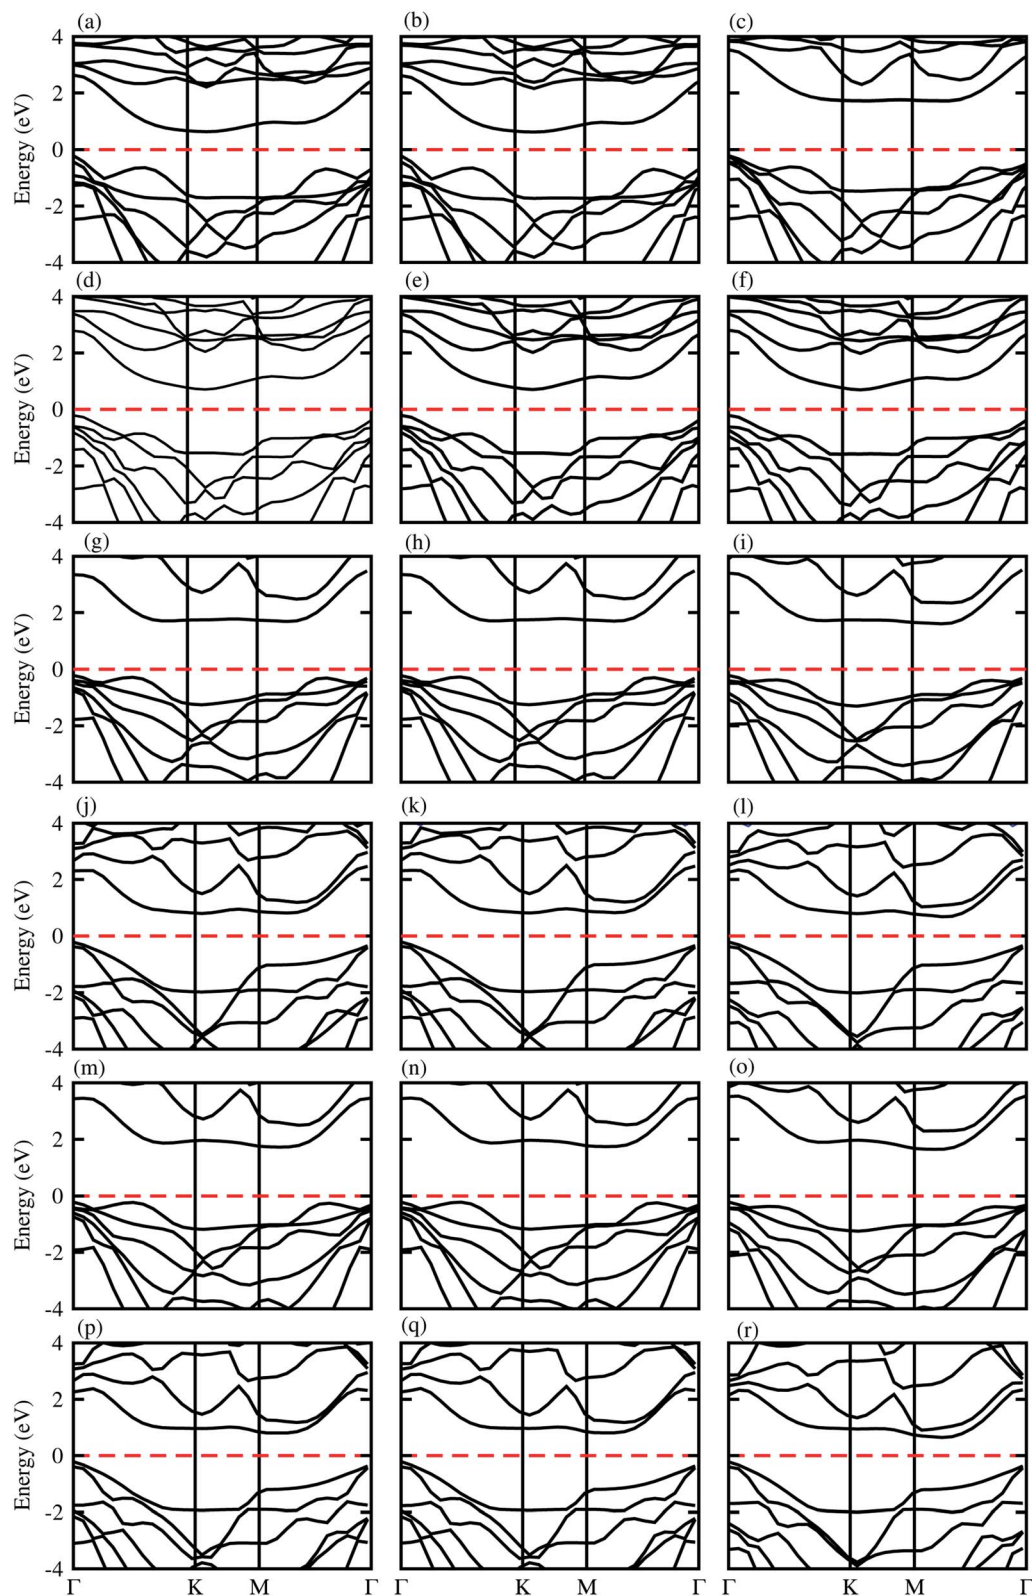 (a) (b) (c)
4
2
0
-2
-4
Energy (eV)
(d) (e) (f)
4
2
0
-2
-4
Energy (eV)
(g) (h) (i)
4
2
0
-2
-4
Energy (eV)
(j) (k) (l)
4
2
0
-2
-4
Energy (eV)
(m) (n) (o)
4
2
0
-2
-4
Energy (eV)
(p) (q) (r)
4
2
0
-2
-4
Energy (eV)
Γ K M Γ Γ K M Γ Γ K M Γ